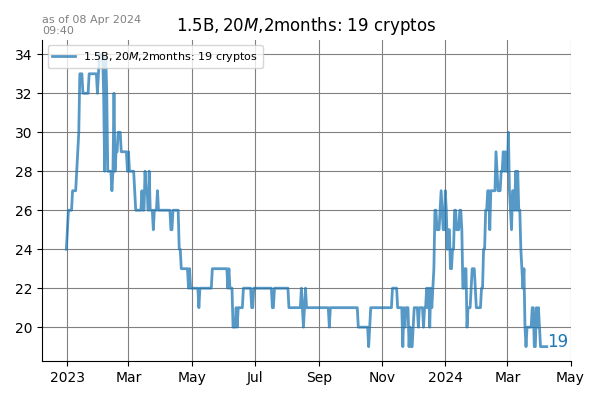 as of 08 Apr 2024
09:40
1.5B, 20M,2months: 19 cryptos
1.5B, 20M,2months: 19 cryptos
34
32
30
28
26
24
22
20
19
2023 Mar May Jul Sep Nov 2024 Mar May